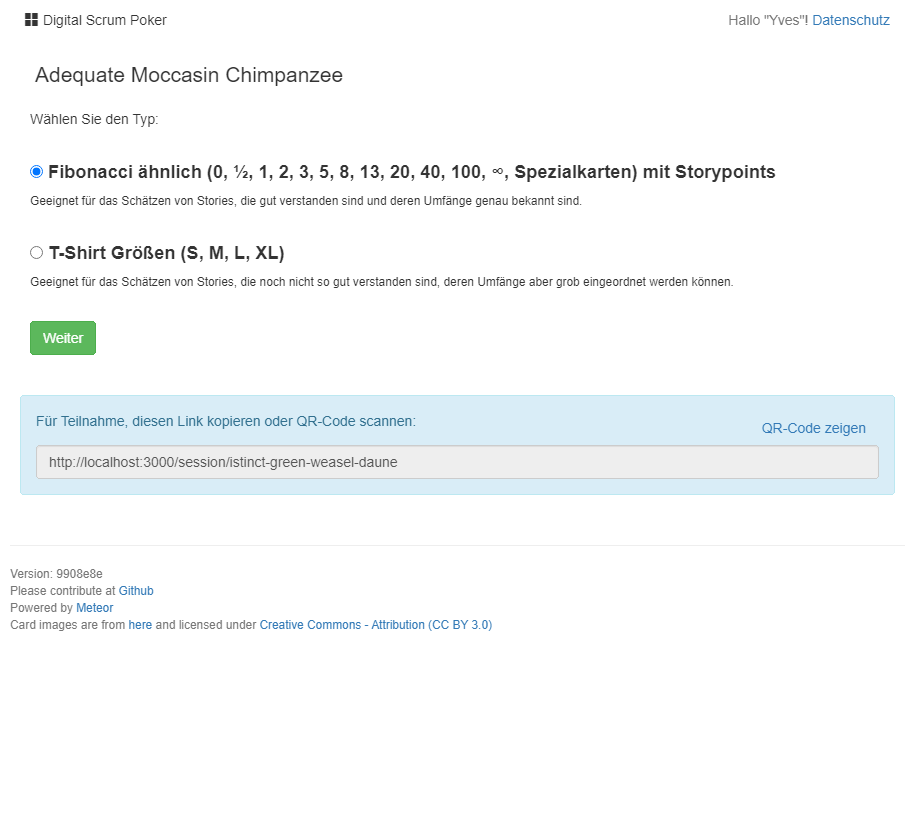 Digital Scrum Poker
Hallo "Yves"! Datenschutz
Adequate Moccasin Chimpanzee
Wählen Sie den Typ:
Fibonacci ähnlich (0, ½, 1, 2, 3, 5, 8, 13, 20, 40, 100, ∞, Spezialkarten) mit Storypoints
Geeignet für das Schätzen von Stories, die gut verstanden sind und deren Umfänge genau bekannt sind.
T-Shirt Größen (S, M, L, XL)
Geeignet für das Schätzen von Stories, die noch nicht so gut verstanden sind, deren Umfänge aber grob eingeordnet werden können.
Weiter
Für Teilnahme, diesen Link kopieren oder QR-Code scannen:
QR-Code zeigen
http://localhost:3000/session/istinct-green-weasel-daune
Version: 9908e8e
Please contribute at Github
Powered by Meteor
Card images are from here and licensed under Creative Commons - Attribution (CC BY 3.0)